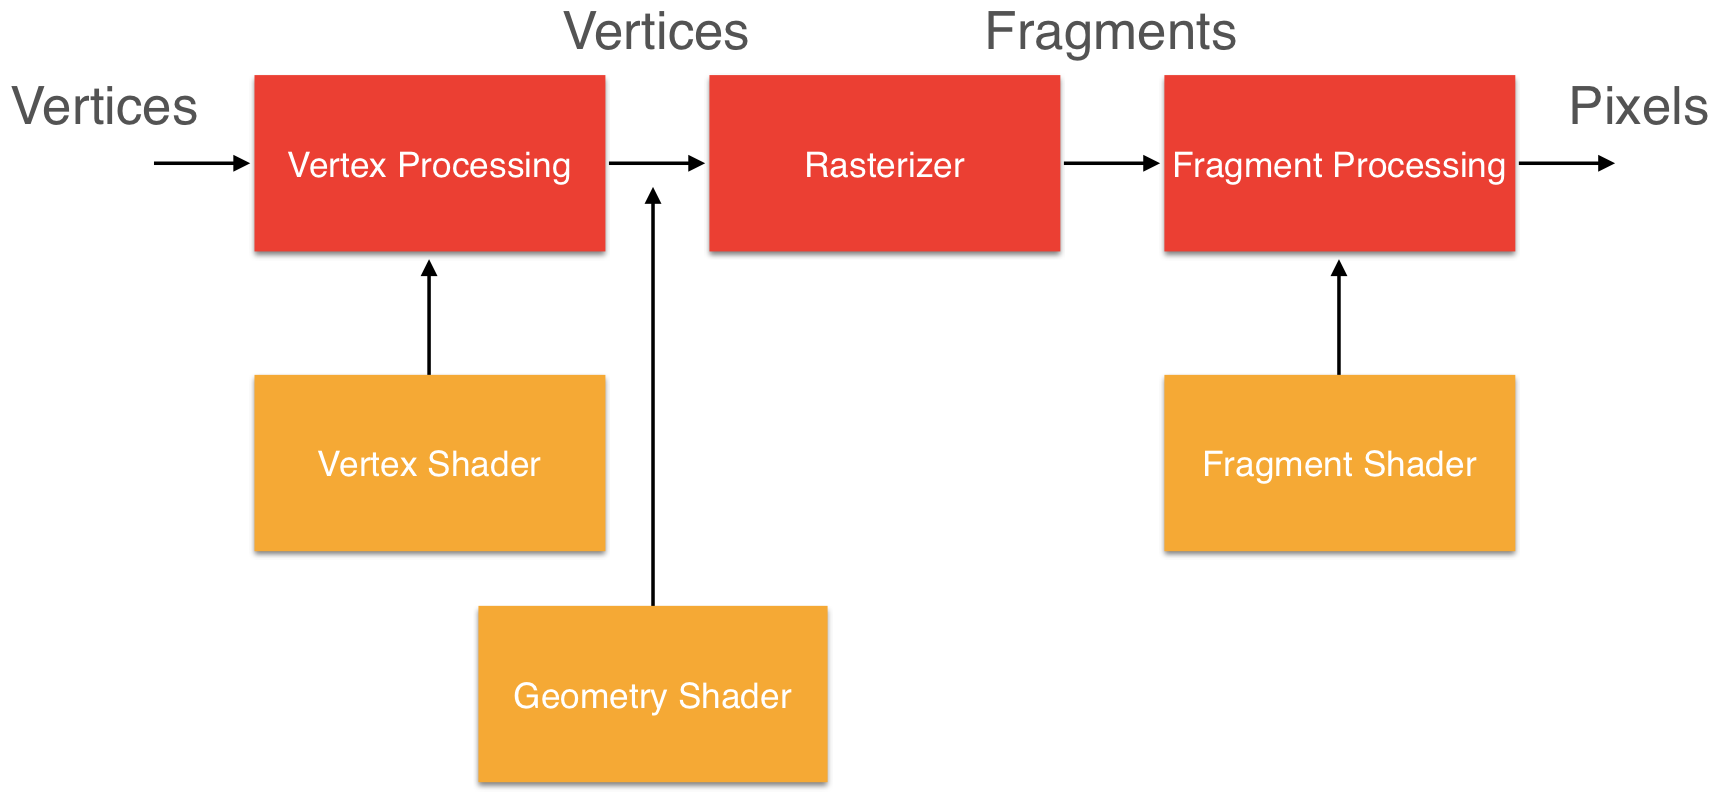 Vertices
Vertices
Fragments
Pixels
Vertex Processing
Rasterizer
Fragment Processing
Vertex Shader
Fragment Shader
Geometry Shader